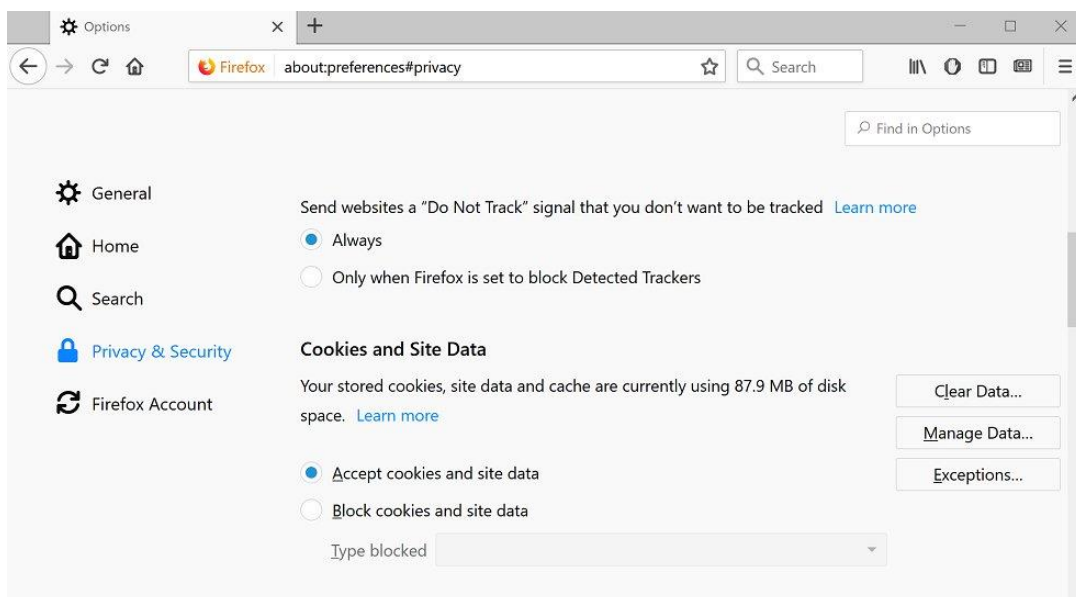 Options
Firefox about:preferences#privacy
Search
Find in Options
General
Home
Search
Privacy & Security
Firefox Account
Send websites a “Do Not Track” signal that you don’t want to be tracked Learn more
Always
Only when Firefox is set to block Detected Trackers
Cookies and Site Data
Your stored cookies, site data and cache are currently using 87.9 MB of disk
space. Learn more
Clear Data...
Manage Data...
Exceptions...
Accept cookies and site data
Block cookies and site data
Type blocked